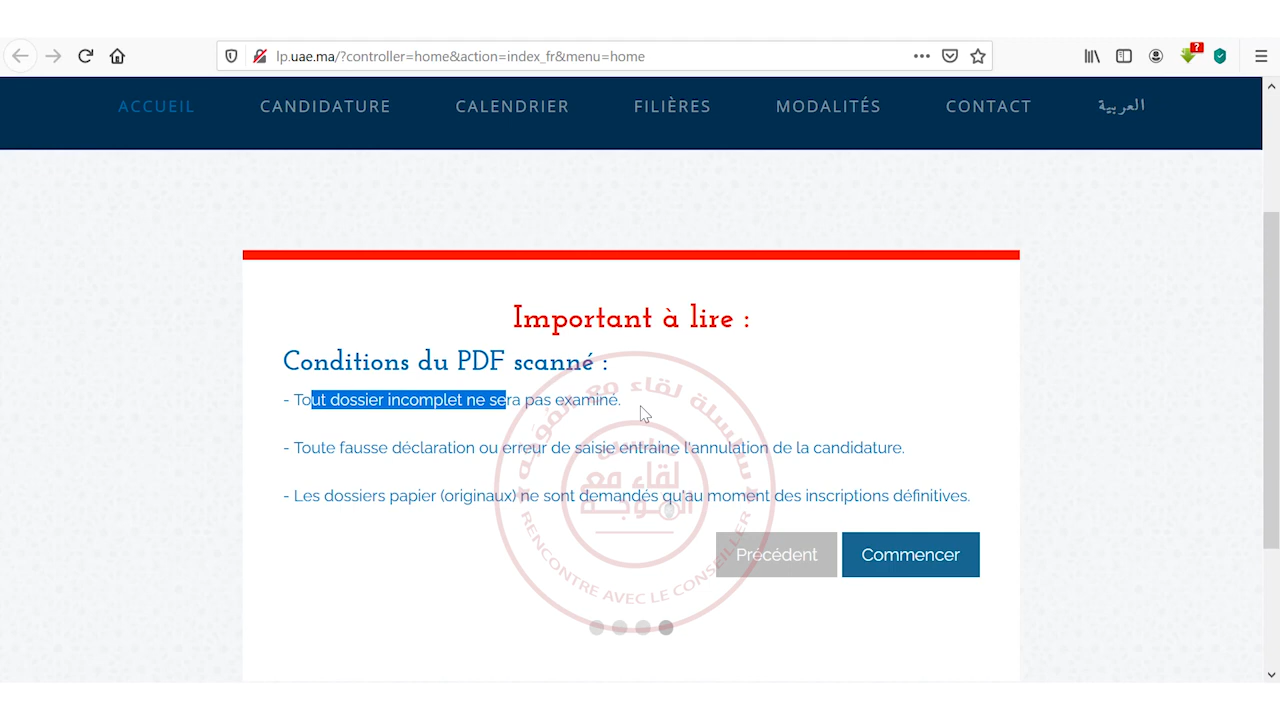 lp.uae.ma/?controller=home&action=index_fr&menu=home
?
ACCUEIL
CANDIDATURE
CALENDRIER
FILIÈRES
MODALITÉS
CONTACT
العربية
Important à lire :
Conditions du PDF scanné :
- Tout dossier incomplet ne sera pas examiné.
- Toute fausse déclaration ou erreur de saisie entraine l'annulation de la candidature.
- Les dossiers papier (originaux) ne sont demandés qu'au moment des inscriptions définitives.
Précédent
Commencer
سلسلة لقاء مع
لقاء مع
RENCONTRE AVEC LE CONSEILLER